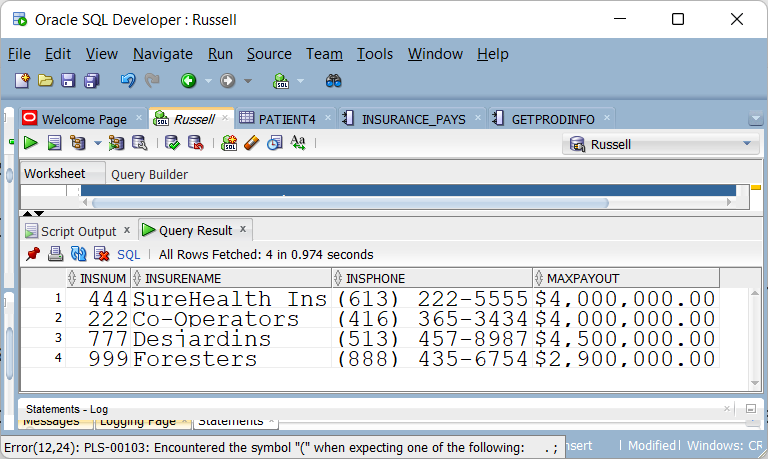 Oracle SQL Developer : Russell
File Edit View Navigate Run Source Team Tools Window Help
Welcome Page Russell PATIENT4 INSURANCE_PAYS GETPRODINFO
Russell
Worksheet Query Builder
Script Output x Query Result x
SQL | All Rows Fetched: 4 in 0.974 seconds
INSNUM INSURENAME INSPHONE MAXPAYOUT
1 444 SureHealth Ins (613) 222-5555 $4,000,000.00
2 222 Co-Operators (416) 365-3434 $4,000,000.00
3 777 Desjardins (513) 457-8987 $4,500,000.00
4 999 Foresters (888) 435-6754 $2,900,000.00
Statements - Log
Messages Logging Page Statements
Error(12,24): PLS-00103: Encountered the symbol "(" when expecting one of the following: . ; | Modified | Windows: CR